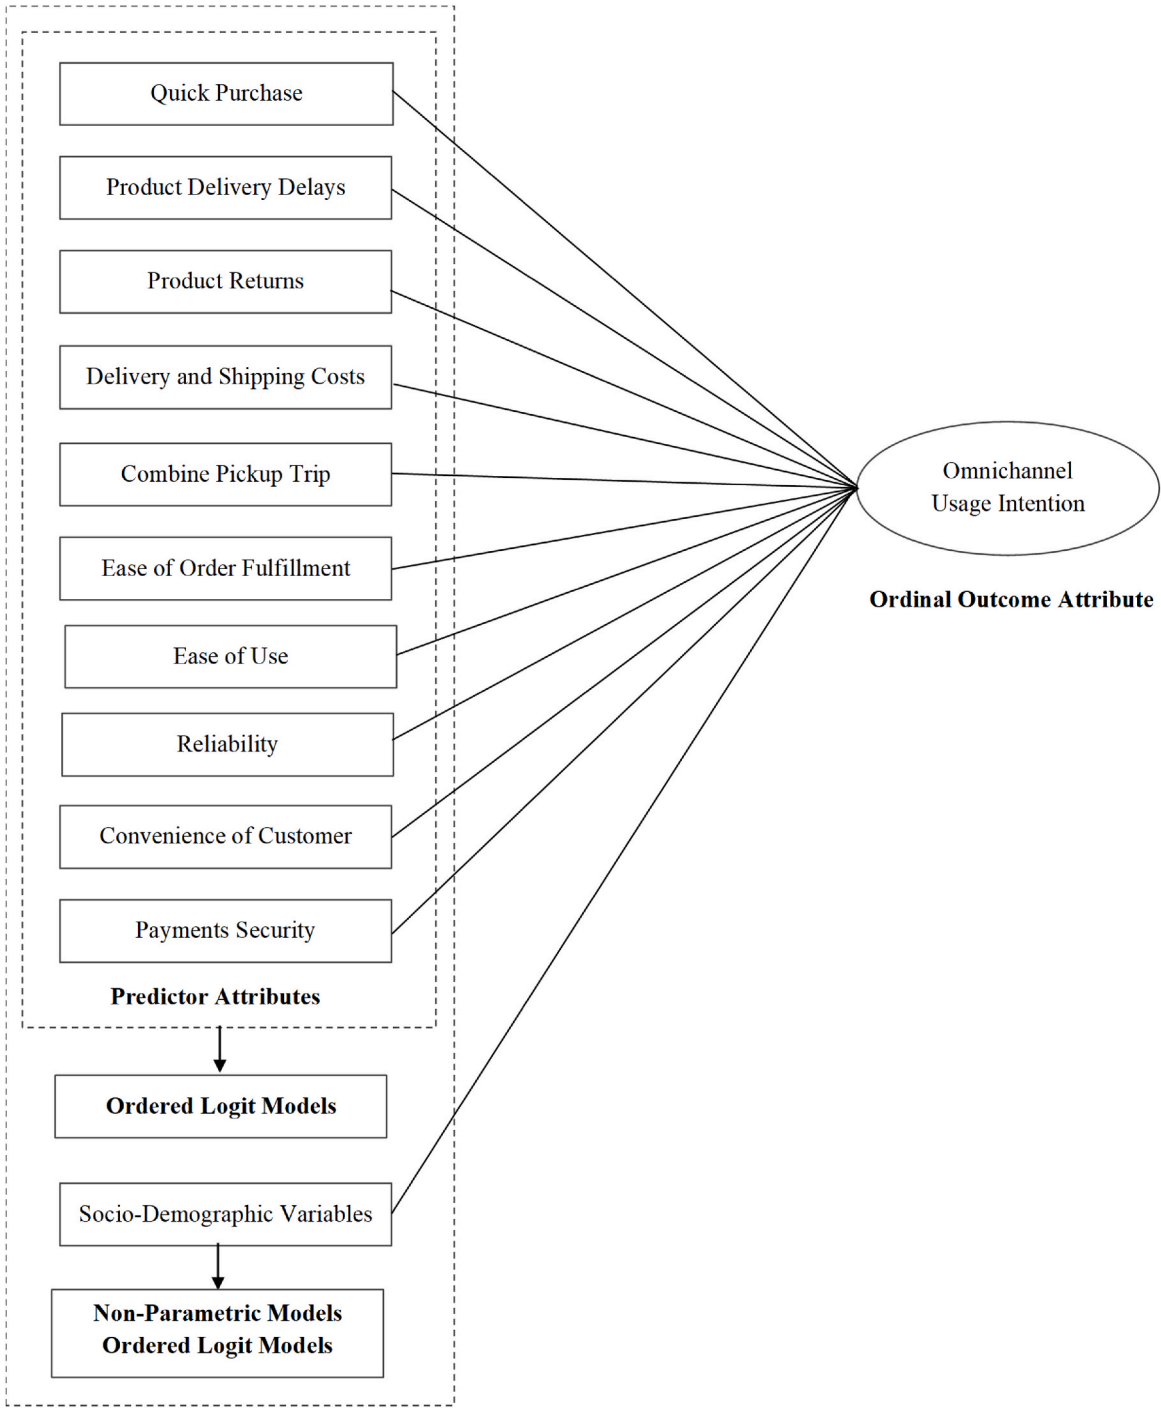 Quick Purchase
Product Delivery Delays
Product Returns
Delivery and Shipping Costs
Combine Pickup Trip
Ease of Order Fulfillment
Ease of Use
Reliability
Convenience of Customer
Payments Security
Predictor Attributes
Ordered Logit Models
Socio-Demographic Variables
Non-Parametric Models
Ordered Logit Models
Omnichannel
Usage Intention
Ordinal Outcome Attribute